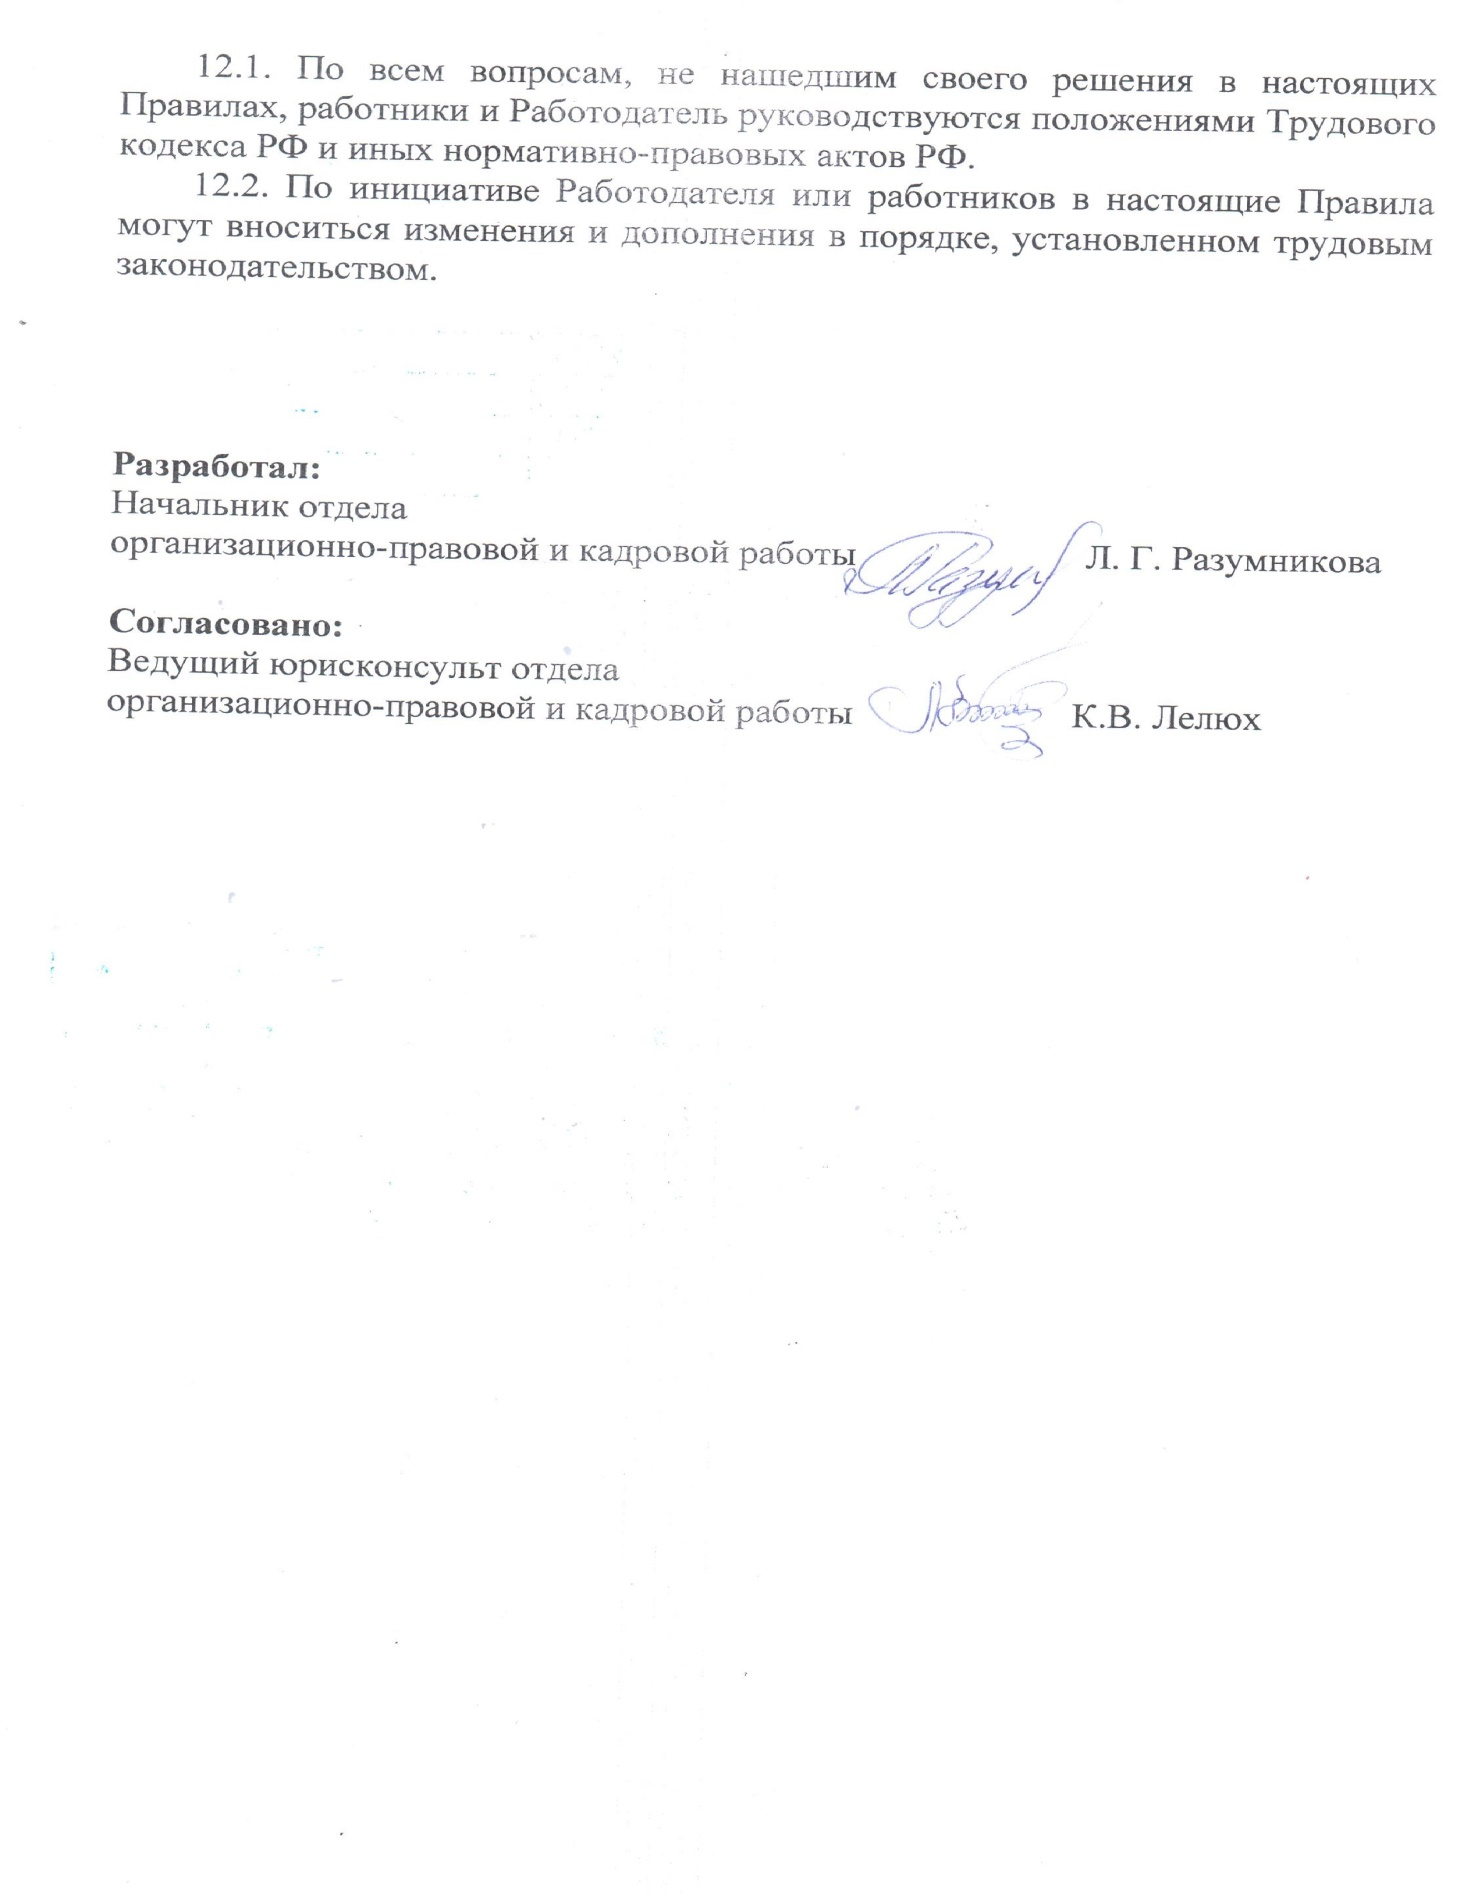 12.1. По всем вопросам, не нашедшим своего решения в настоящих
Правилах, работники и Работодатель руководствуются положениями Трудового
кодекса РФ и иных нормативно-правовых актов РФ.
12.2. По инициативе Работодателя или работников в настоящие Правила
могут вноситься изменения и дополнения в порядке, установленном трудовым
законодательством.
Разработал:
Начальник отдела
организационно-правовой и кадровой работы Л. Г. Разумникова
Согласовано:
Ведущий юрисконсульт отдела
организационно-правовой и кадровой работы К.В. Лелюх